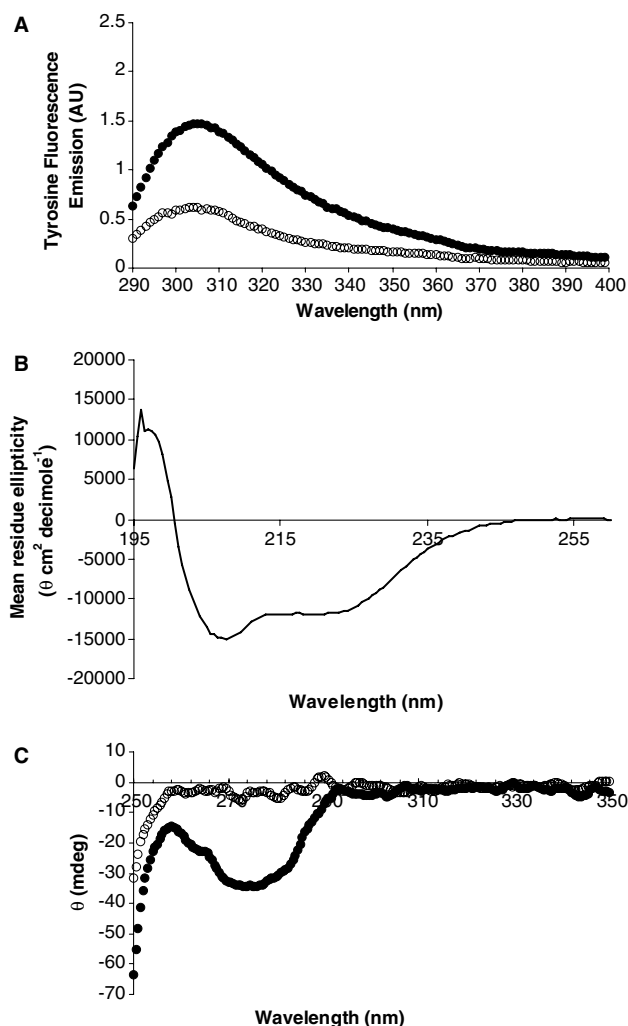 A
Tyrosine Fluorescence
Emission (AU)
2.5
2
1.5
1
0.5
0
290 300 310 320 330 340 350 360 370 380 390 400
Wavelength (nm)
B
Mean residue ellipticity
(θ cm² decimole⁻¹)
20000
15000
10000
5000
0
-5000
-10000
-15000
-20000
195 215 235 255
Wavelength (nm)
C
θ (mdeg)
10
0
-10
-20
-30
-40
-50
-60
-70
250 270 290 310 330 350
Wavelength (nm)